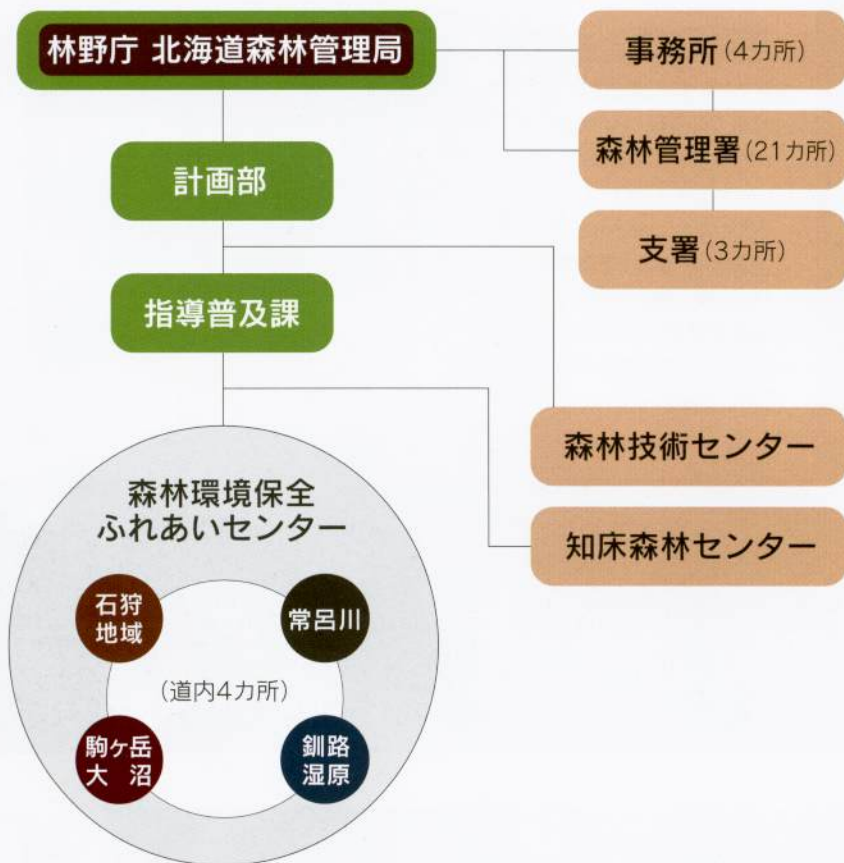 林野庁 北海道森林管理局
事務所(4カ所)
森林管理署(21カ所)
支署(3カ所)
計画部
指導普及課
森林技術センター
知床森林センター
森林環境保全
ふれあいセンター
石狩
地域
常呂川
(道内4カ所)
駒ヶ岳
大 沼
釧路
湿原